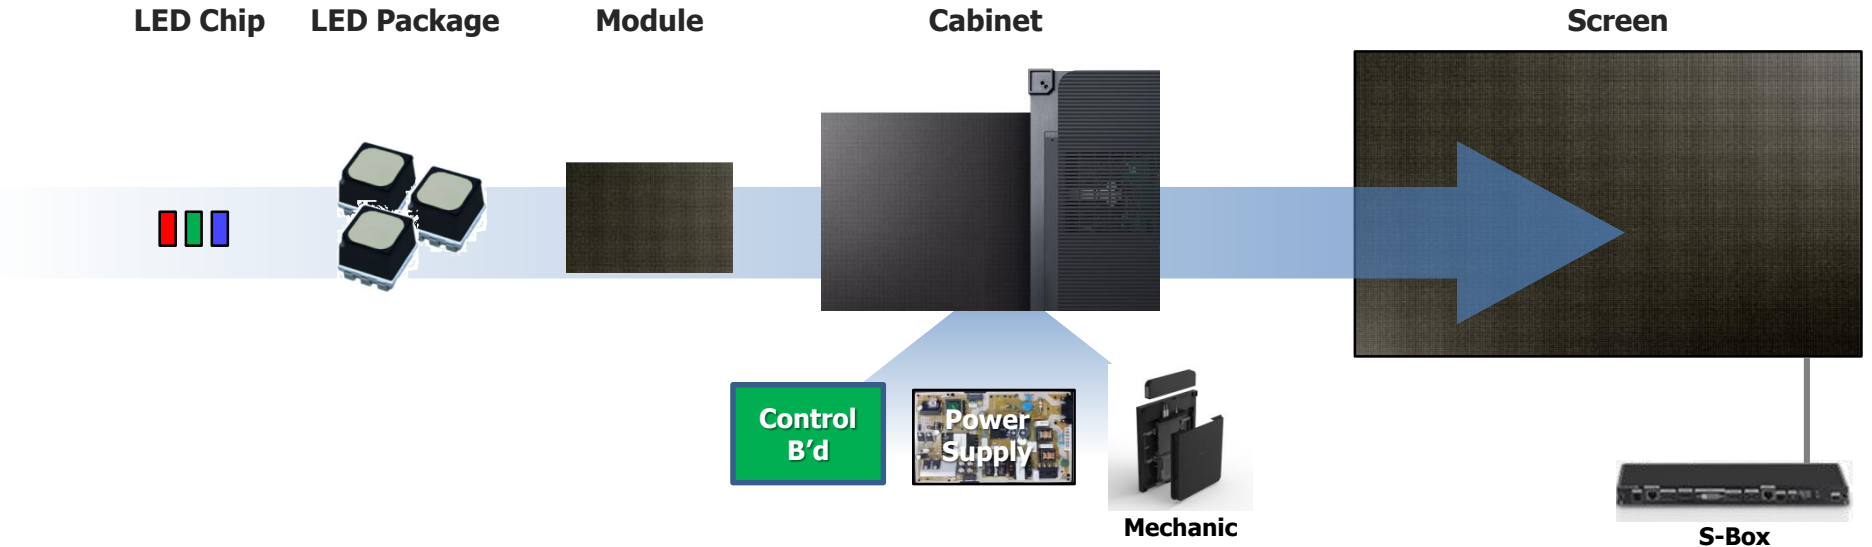 LED Chip
LED Package
Module
Cabinet
Screen
Control
B’d
Power
Supply
Mechanic
S-Box